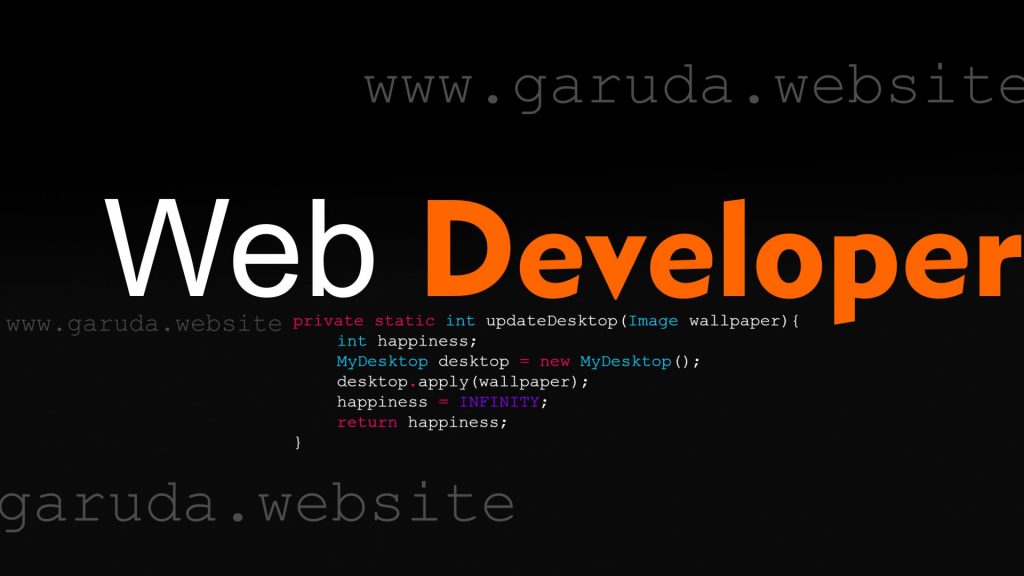 www.garuda.website
Web Developer
www.garuda.website
private static int updateDesktop(Image wallpaper){
    int happiness;
    MyDesktop desktop = new MyDesktop();
    desktop.apply(wallpaper);
    happiness = INFINITY;
    return happiness;
}
garuda.website